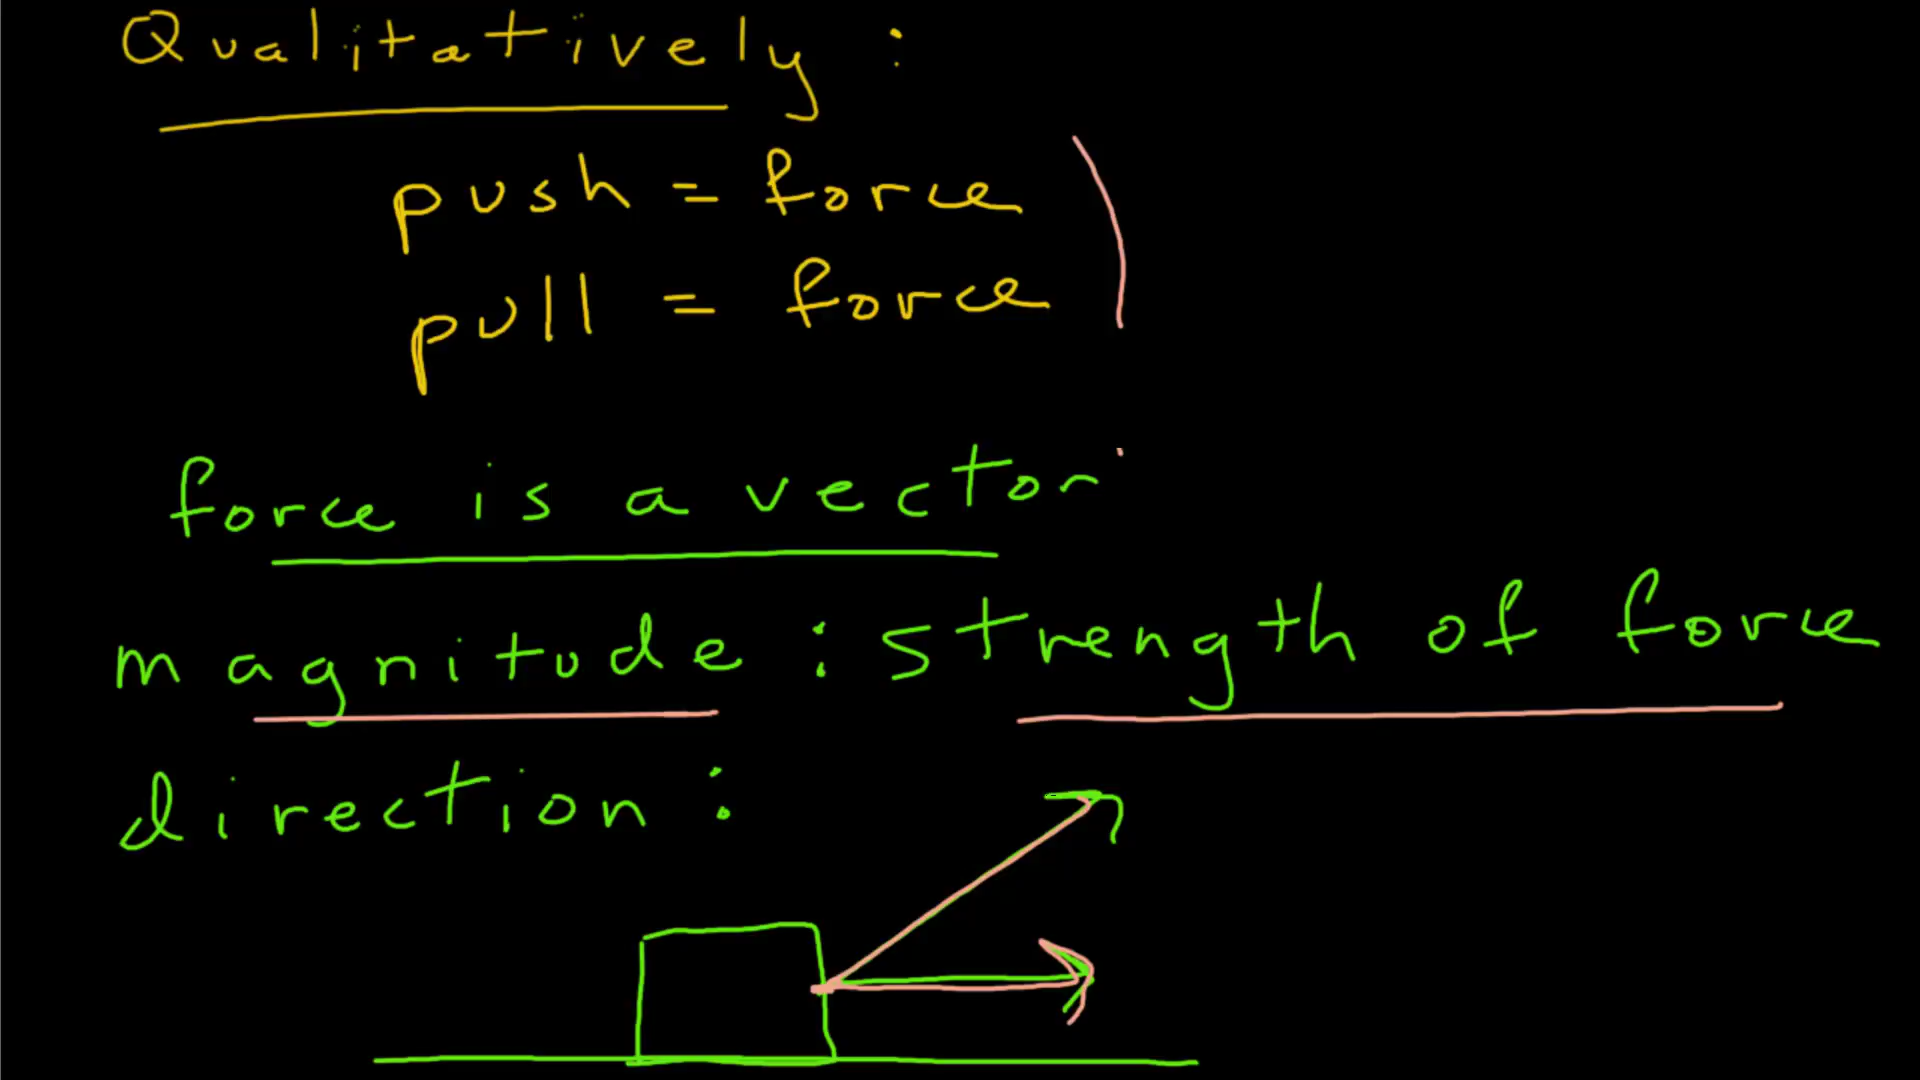 Qualitatively :
push = force
pull = force
force is a vector
magnitude : strength of force
direction :